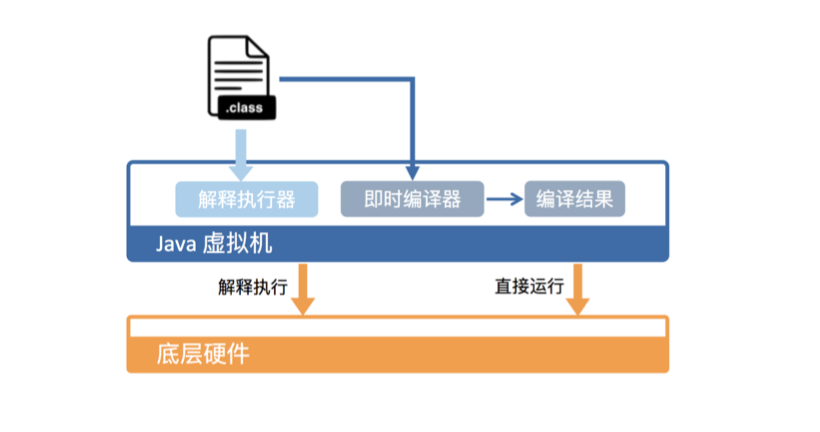 .class
解释执行器
即时编译器
编译结果
Java 虚拟机
解释执行
直接运行
底层硬件